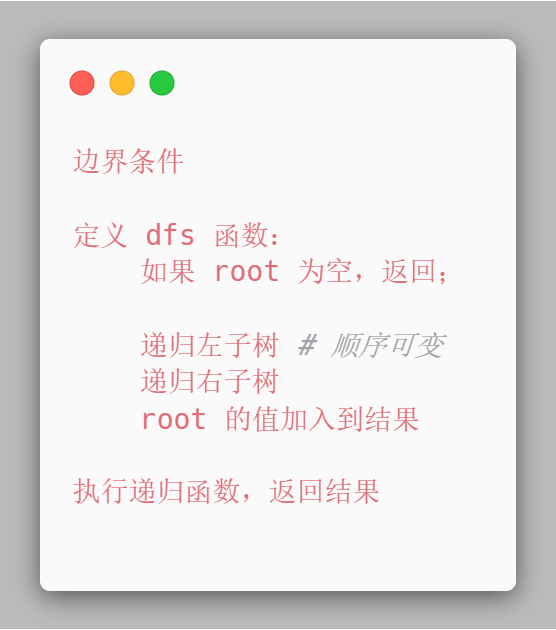 边界条件
定义 dfs 函数：
如果 root 为空，返回；
递归左子树 # 顺序可变
递归右子树
root 的值加入到结果
执行递归函数，返回结果